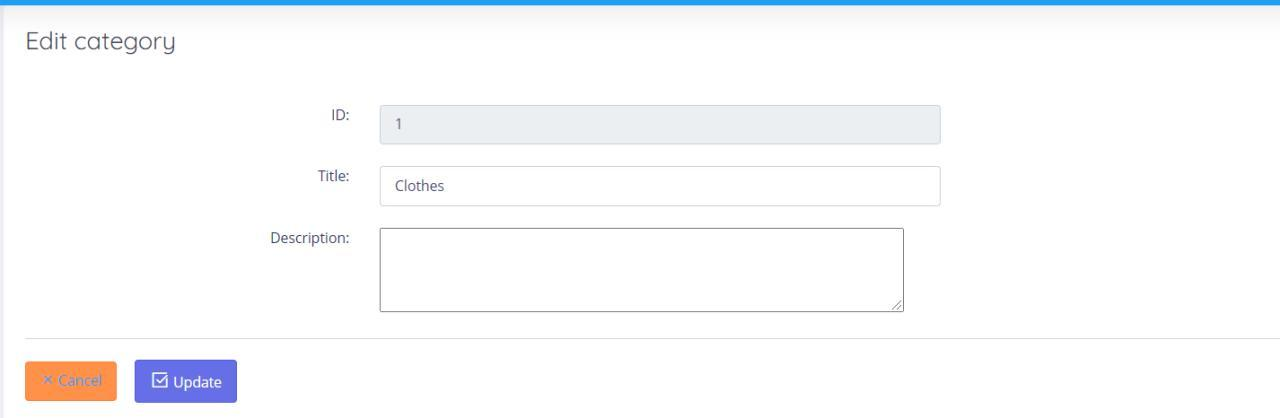 Edit category
ID:
1
Title:
Clothes
Description:
× Cancel
Update